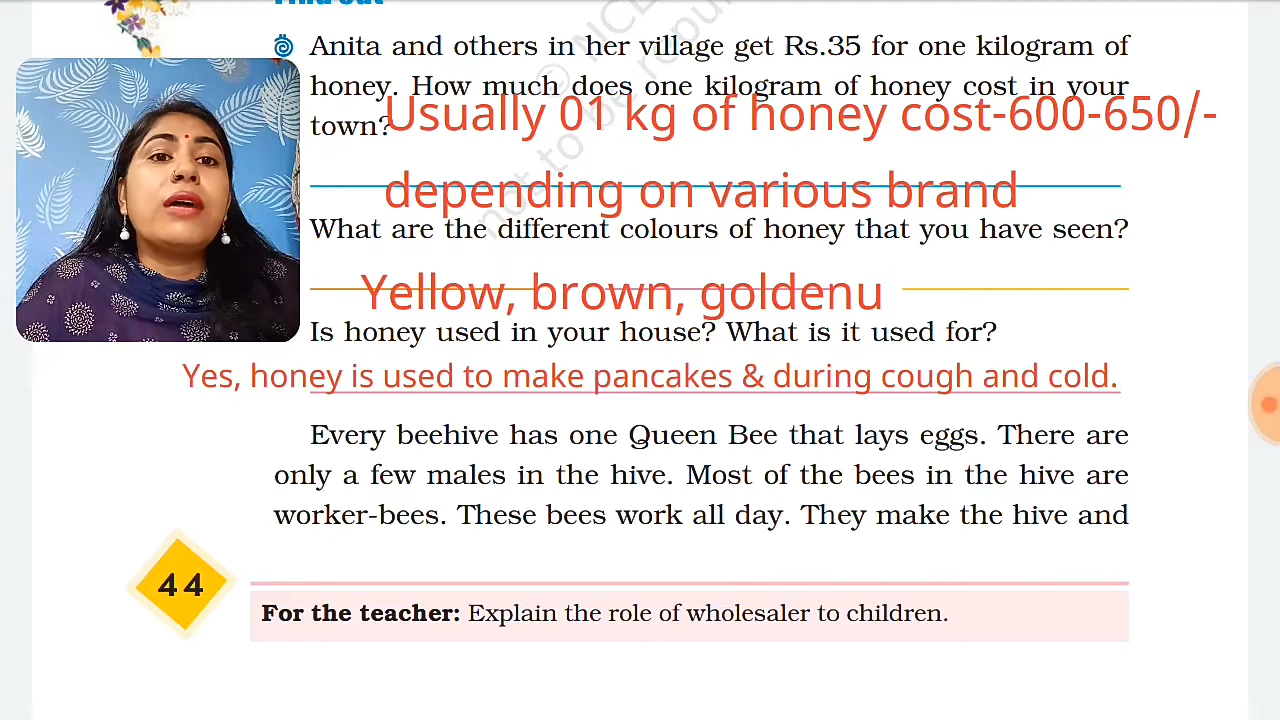 Find out
Anita and others in her village get Rs.35 for one kilogram of
honey. How much does one kilogram of honey cost in your
town?
Usually 01 kg of honey cost-600-650/-
depending on various brand
What are the different colours of honey that you have seen?
Yellow, brown, goldenu
Is honey used in your house? What is it used for?
Yes, honey is used to make pancakes & during cough and cold.
Every beehive has one Queen Bee that lays eggs. There are
only a few males in the hive. Most of the bees in the hive are
worker-bees. These bees work all day. They make the hive and
44
For the teacher: Explain the role of wholesaler to children.
not to be republ
© NCE